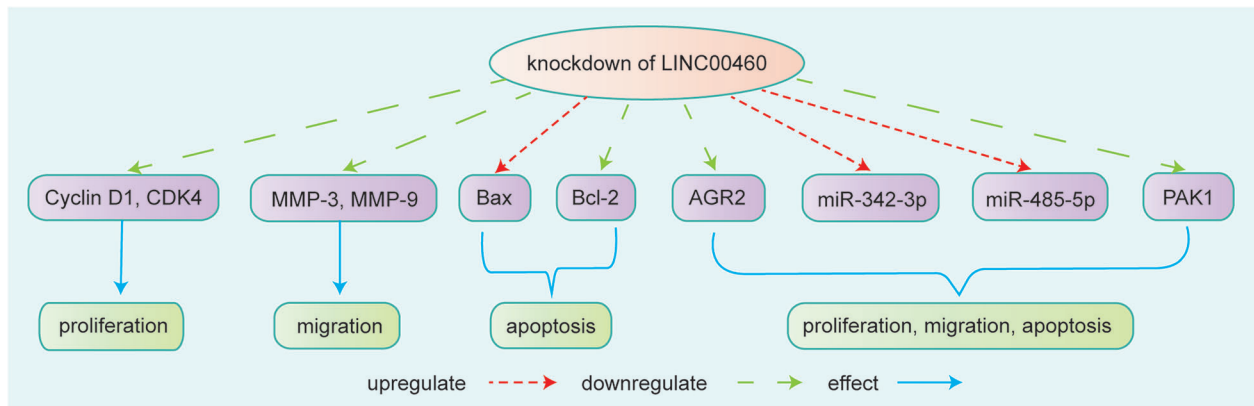 knockdown of LINC00460
Cyclin D1, CDK4
MMP-3, MMP-9
Bax
Bcl-2
AGR2
miR-342-3p
miR-485-5p
PAK1
proliferation
migration
apoptosis
proliferation, migration, apoptosis
upregulate
downregulate
effect